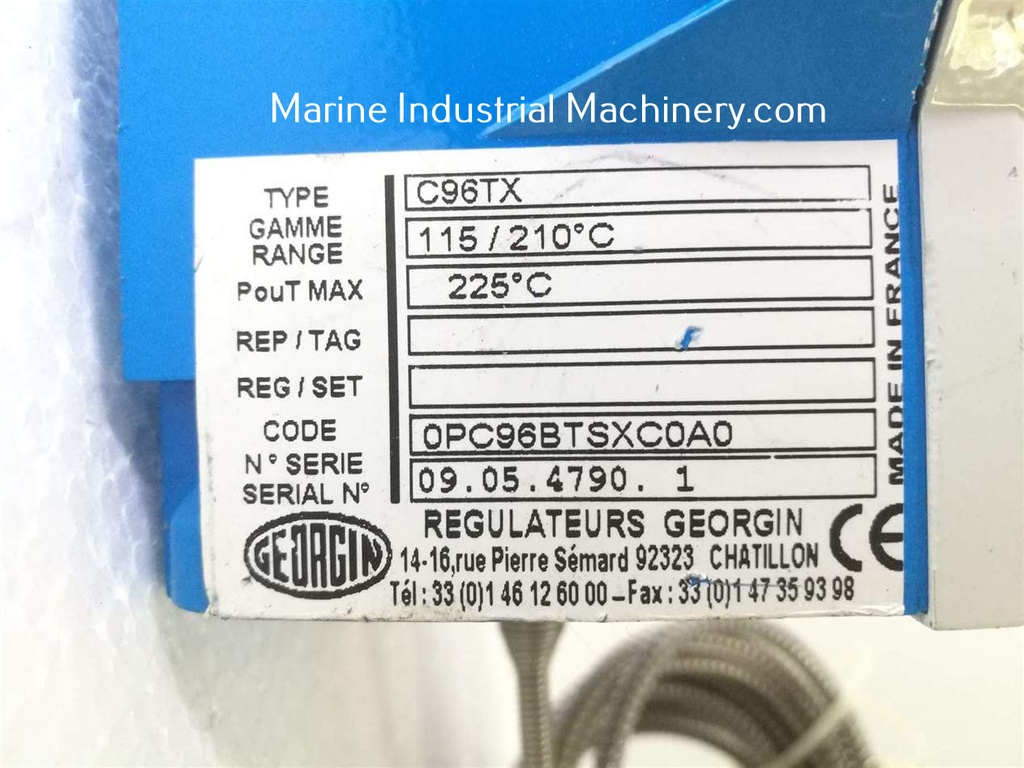 Marine Industrial Machinery.com
TYPE C96TX
GAMME
RANGE 115 / 210°C
PouT MAX 225°C
REP / TAG
REG / SET
CODE 0PC96BTSXC0A0
N° SERIE
SERIAL N° 09.05.4790. 1
MADE IN FRANCE
GEORGIN
REGULATEURS GEORGIN CE
14-16,rue Pierre Sémard 92323 CHATILLON
Tél : 33 (0)1 46 12 60 00 – Fax : 33 (0)1 47 35 93 98